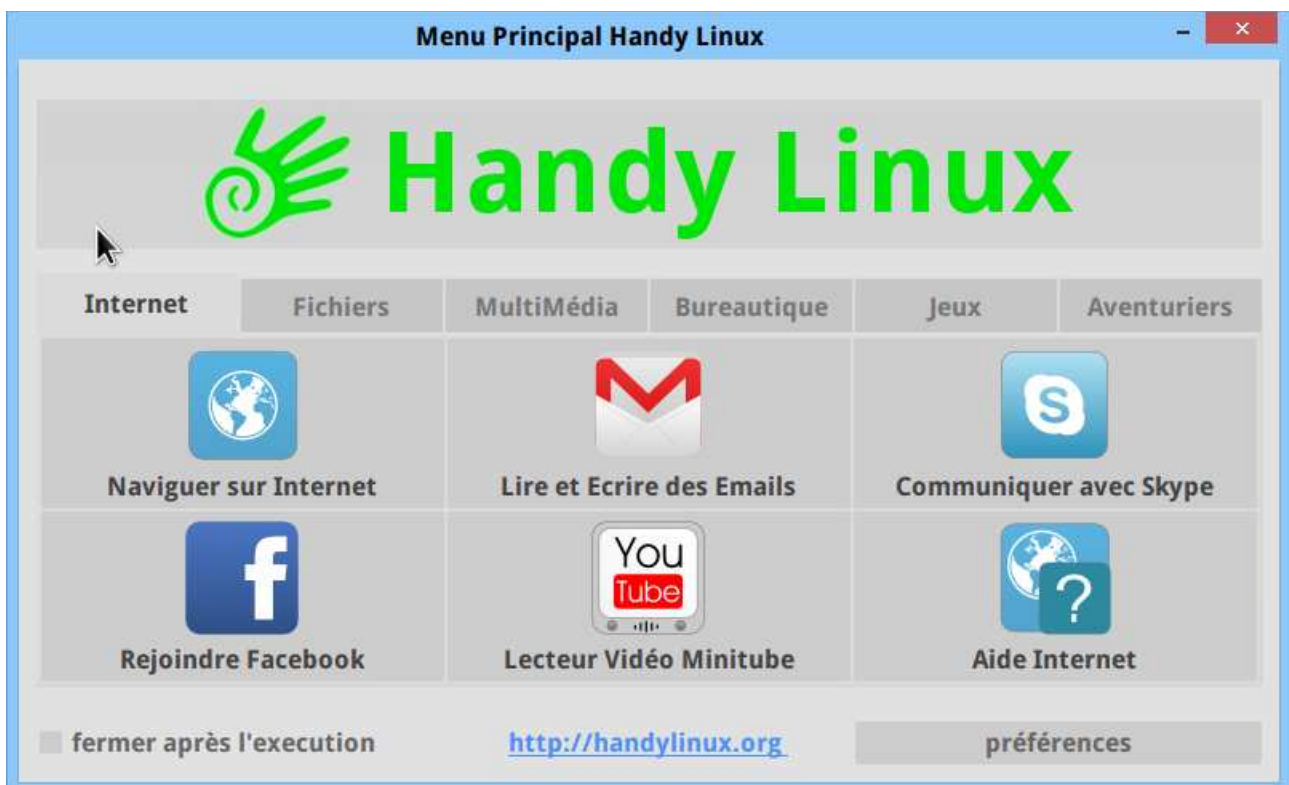 Menu Principal Handy Linux
Handy Linux
Internet Fichiers MultiMédia Bureautique Jeux Aventuriers
Naviguer sur Internet Lire et Ecrire des Emails Communiquer avec Skype
You
Tube
Rejoindre Facebook Lecteur Vidéo Minitube Aide Internet
fermer après l'execution http://handylinux.org préférences